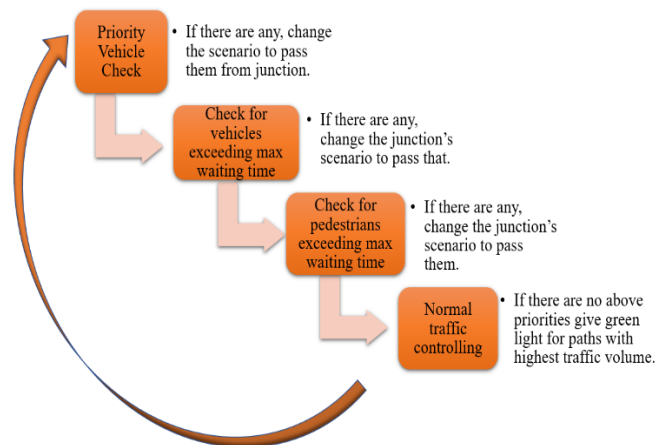 Priority
Vehicle
Check
• If there are any, change
the scenario to pass
them from junction.
Check for
vehicles
exceeding max
waiting time
• If there are any,
change the junction’s
scenario to pass that.
Check for
pedestrians
exceeding max
waiting time
• If there are any,
change the junction’s
scenario to pass
them.
Normal
traffic
controlling
• If there are no above
priorities give green
light for paths with
highest traffic volume.